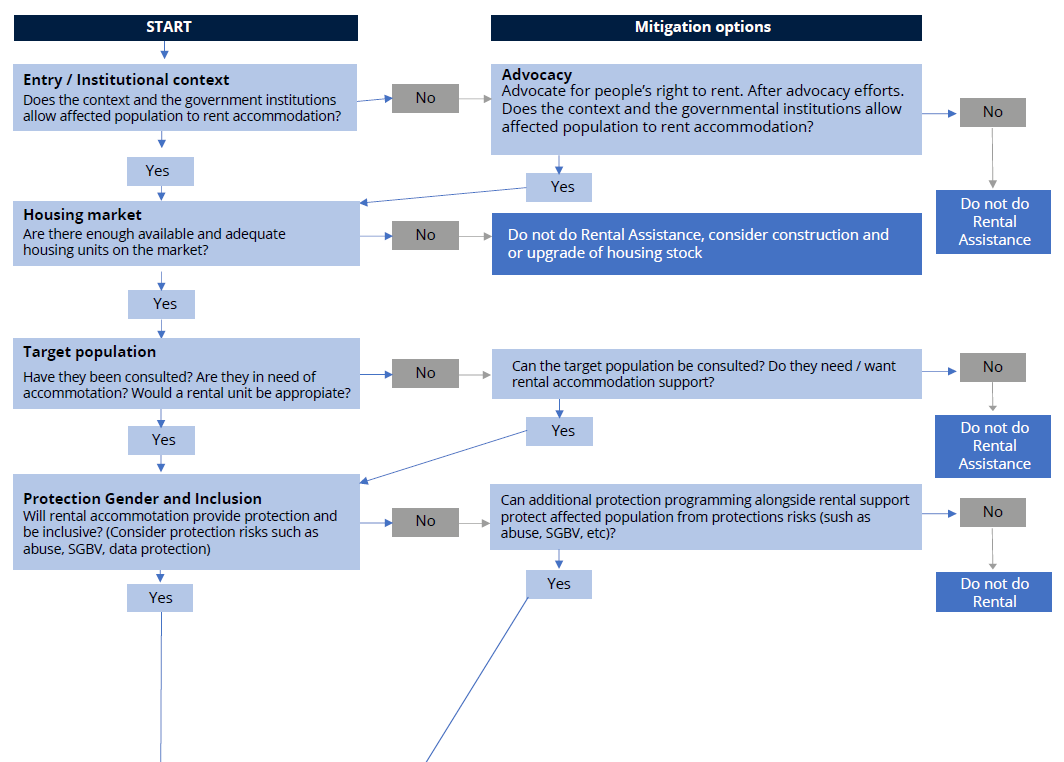 START
Mitigation options
Entry / Institutional context
Does the context and the government institutions
allow affected population to rent accommodation?
No
Advocacy
Advocate for people’s right to rent. After advocacy efforts.
Does the context and the governmental institutions allow
affected population to rent accommodation?
No
Yes
Yes
Do not do
Rental
Assistance
Housing market
Are there enough available and adequate
housing units on the market?
No
Do not do Rental Assistance, consider construction and
or upgrade of housing stock
Yes
Target population
Have they been consulted? Are they in need of
accommotation? Would a rental unit be appropiate?
No
Can the target population be consulted? Do they need / want
rental accommodation support?
No
Yes
Yes
Do not do
Rental
Assistance
Protection Gender and Inclusion
Will rental accommotation provide protection and
be inclusive? (Consider protection risks such as
abuse, SGBV, data protection)
No
Can additional protection programming alongside rental support
protect affected population from protections risks (sush as
abuse, SGBV, etc)?
No
Yes
Yes
Do not do
Rental